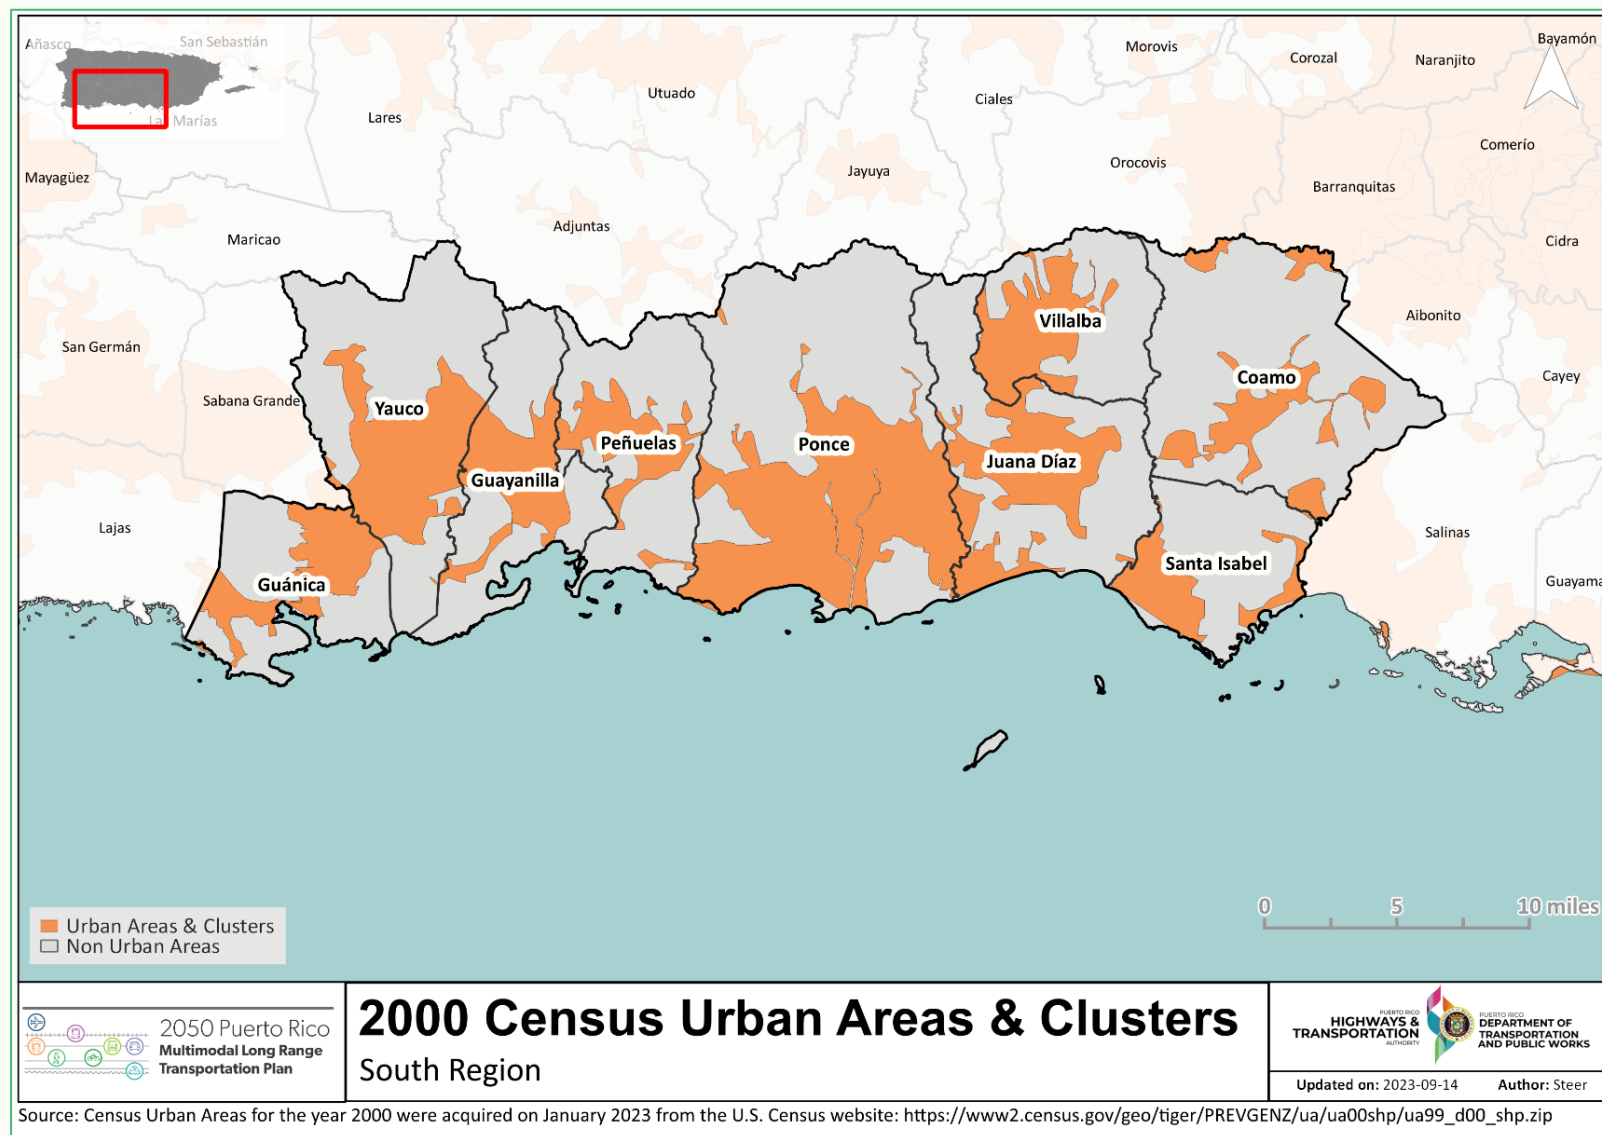 Añasco
San Sebastián
Las Marías
Mayagüez
Lares
Utuado
Morovis
Corozal
Naranjito
Bayamón
Ciales
Jayuya
Orocovis
Comerío
Barranquitas
Cidra
Maricao
Adjuntas
San Germán
Sabana Grande
Aibonito
Cayey
Lajas
Salinas
Guayama
Villalba
Coamo
Yauco
Peñuelas
Ponce
Juana Díaz
Guayanilla
Santa Isabel
Guánica
0 5 10 miles
Urban Areas & Clusters
Non Urban Areas
2050 Puerto Rico
Multimodal Long Range
Transportation Plan
2000 Census Urban Areas & Clusters
South Region
PUERTO RICO
HIGHWAYS &
TRANSPORTATION
AUTHORITY
PUERTO RICO
DEPARTMENT OF
TRANSPORTATION
AND PUBLIC WORKS
Updated on: 2023-09-14 Author: Steer
Source: Census Urban Areas for the year 2000 were acquired on January 2023 from the U.S. Census website: https://www2.census.gov/geo/tiger/PREVGENZ/ua/ua00shp/ua99_d00_shp.zip